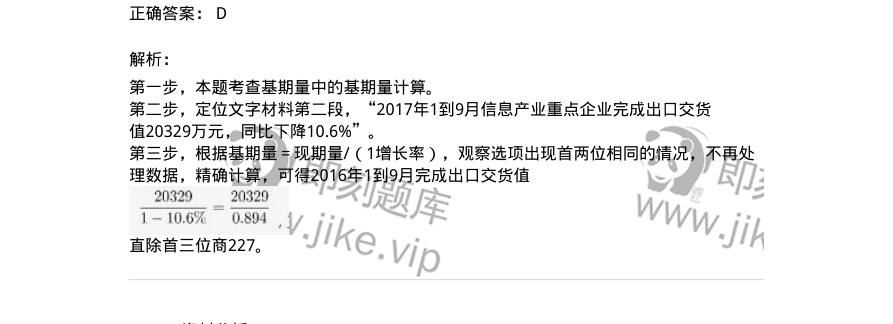 正确答案： D
解析：
第一步，本题考查基期量中的基期量计算。
第二步，定位文字材料第二段，“2017年1到9月信息产业重点企业完成出口交货
值20329万元，同比下降10.6%”。
第三步，根据基期量＝现期量/（1增长率），观察选项出现首两位相同的情况，不再处
理数据，精确计算，可得2016年1到9月完成出口交货值
20329/(1－10.6%) = 20329/0.894 ，
直除首三位商227。
即刻题库
www.jike.vip